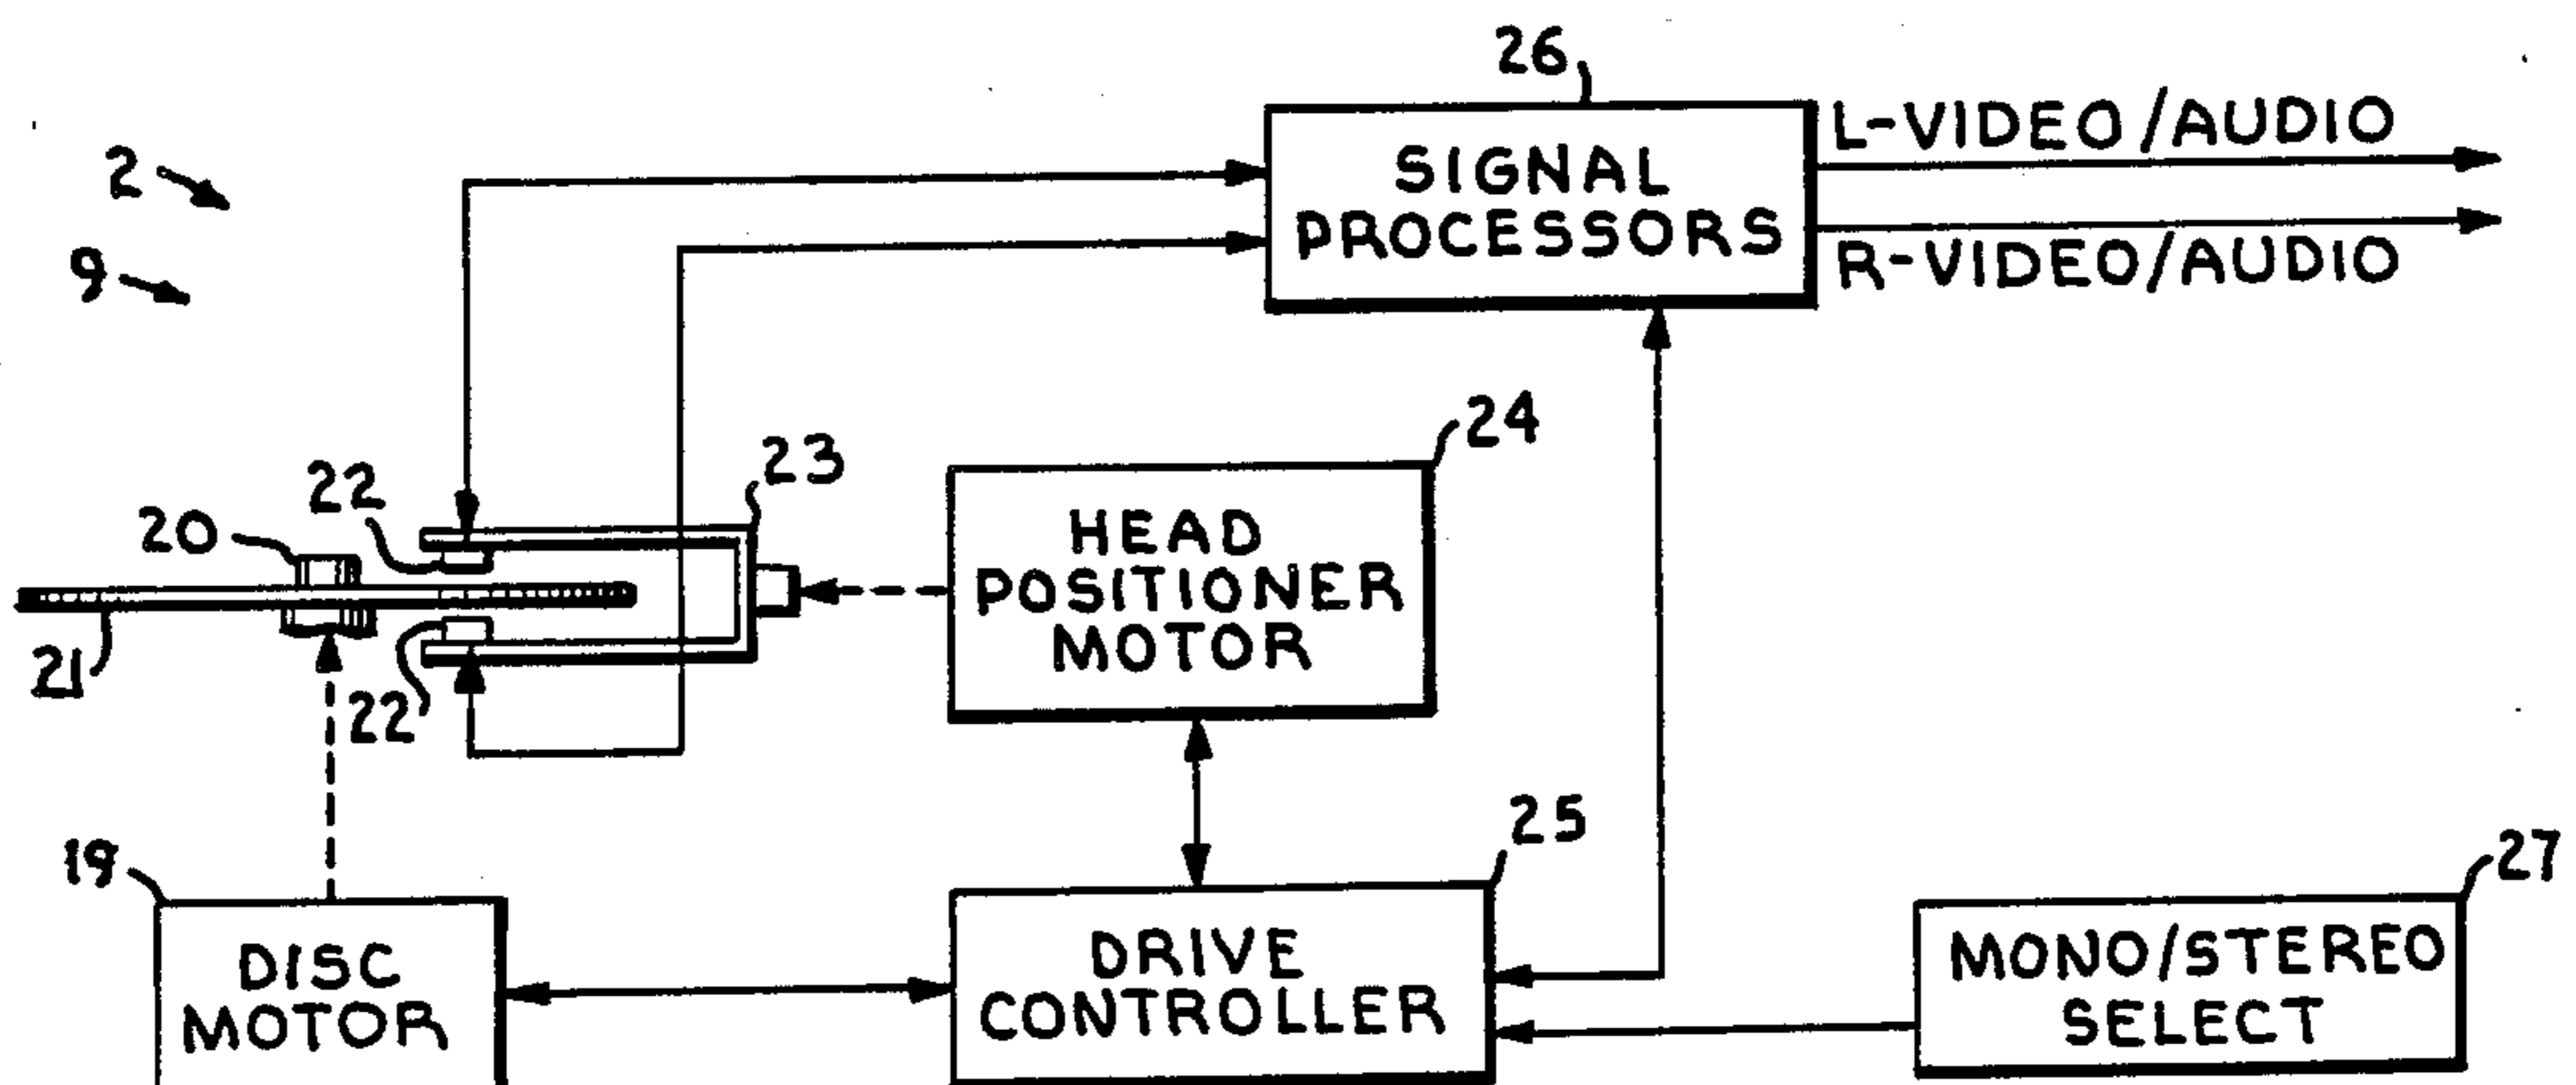 26
L-VIDEO/AUDIO
2
SIGNAL
PROCESSORS
R-VIDEO/AUDIO
9
24
23
22
20
HEAD
POSITIONER
MOTOR
21
22
25
19
27
DISC
MOTOR
DRIVE
CONTROLLER
MONO/STEREO
SELECT